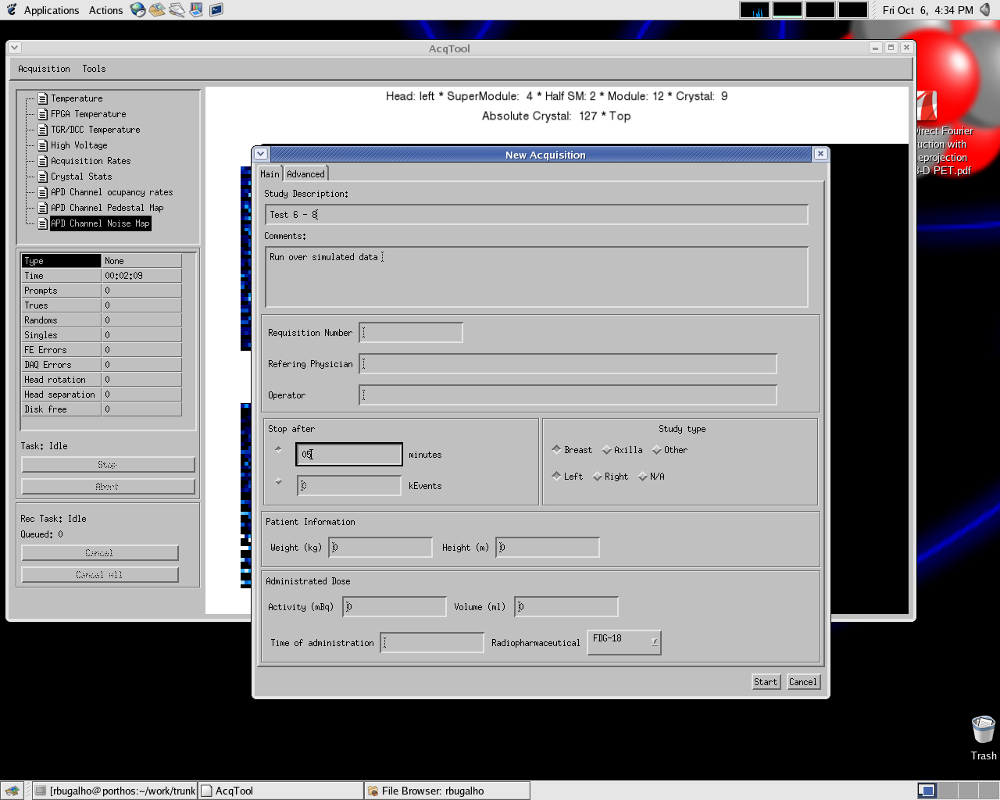 Applications Actions Fri Oct 6, 4:34 PM
AcqTool
Acquisition Tools
Temperature
FPGA Temperature
TGR/DCC Temperature
High Voltage
Acquisition Rates
Crystal Stats
APD Channel ocupancy rates
APD Channel Pedestal Map
APD Channel Noise Map
Type None
Time 00:02:09
Prompts 0
Trues 0
Randoms 0
Singles 0
FE Errors 0
DAQ Errors 0
Head rotation 0
Head separation 0
Disk free 0
Task: Idle
Stop
Abort
Rec Task: Idle
Queued: 0
Cancel
Cancel All
Head: left * SuperModule: 4 * Half SM: 2 * Module: 12 * Crystal: 9
Absolute Crystal: 127 * Top
New Acquisition
Main Advanced
Study Description:
Test 6 - 8
Comments:
Run over simulated data
Requisition Number
Refering Physician
Operator
Stop after
05 minutes
0 kEvents
Study type
Breast Axilla Other
Left Right N/A
Patient Information
Weight (kg) 0 Height (m) 0
Administrated Dose
Activity (mBq) 0 Volume (ml) 0
Time of administration Radiopharmaceutical FDG-18
Start Cancel
Direct Fourier
uction with
eprojection
3-D PET.pdf
Trash
[rbugalho@porthos:~/work/trunk AcqTool File Browser: rbugalho